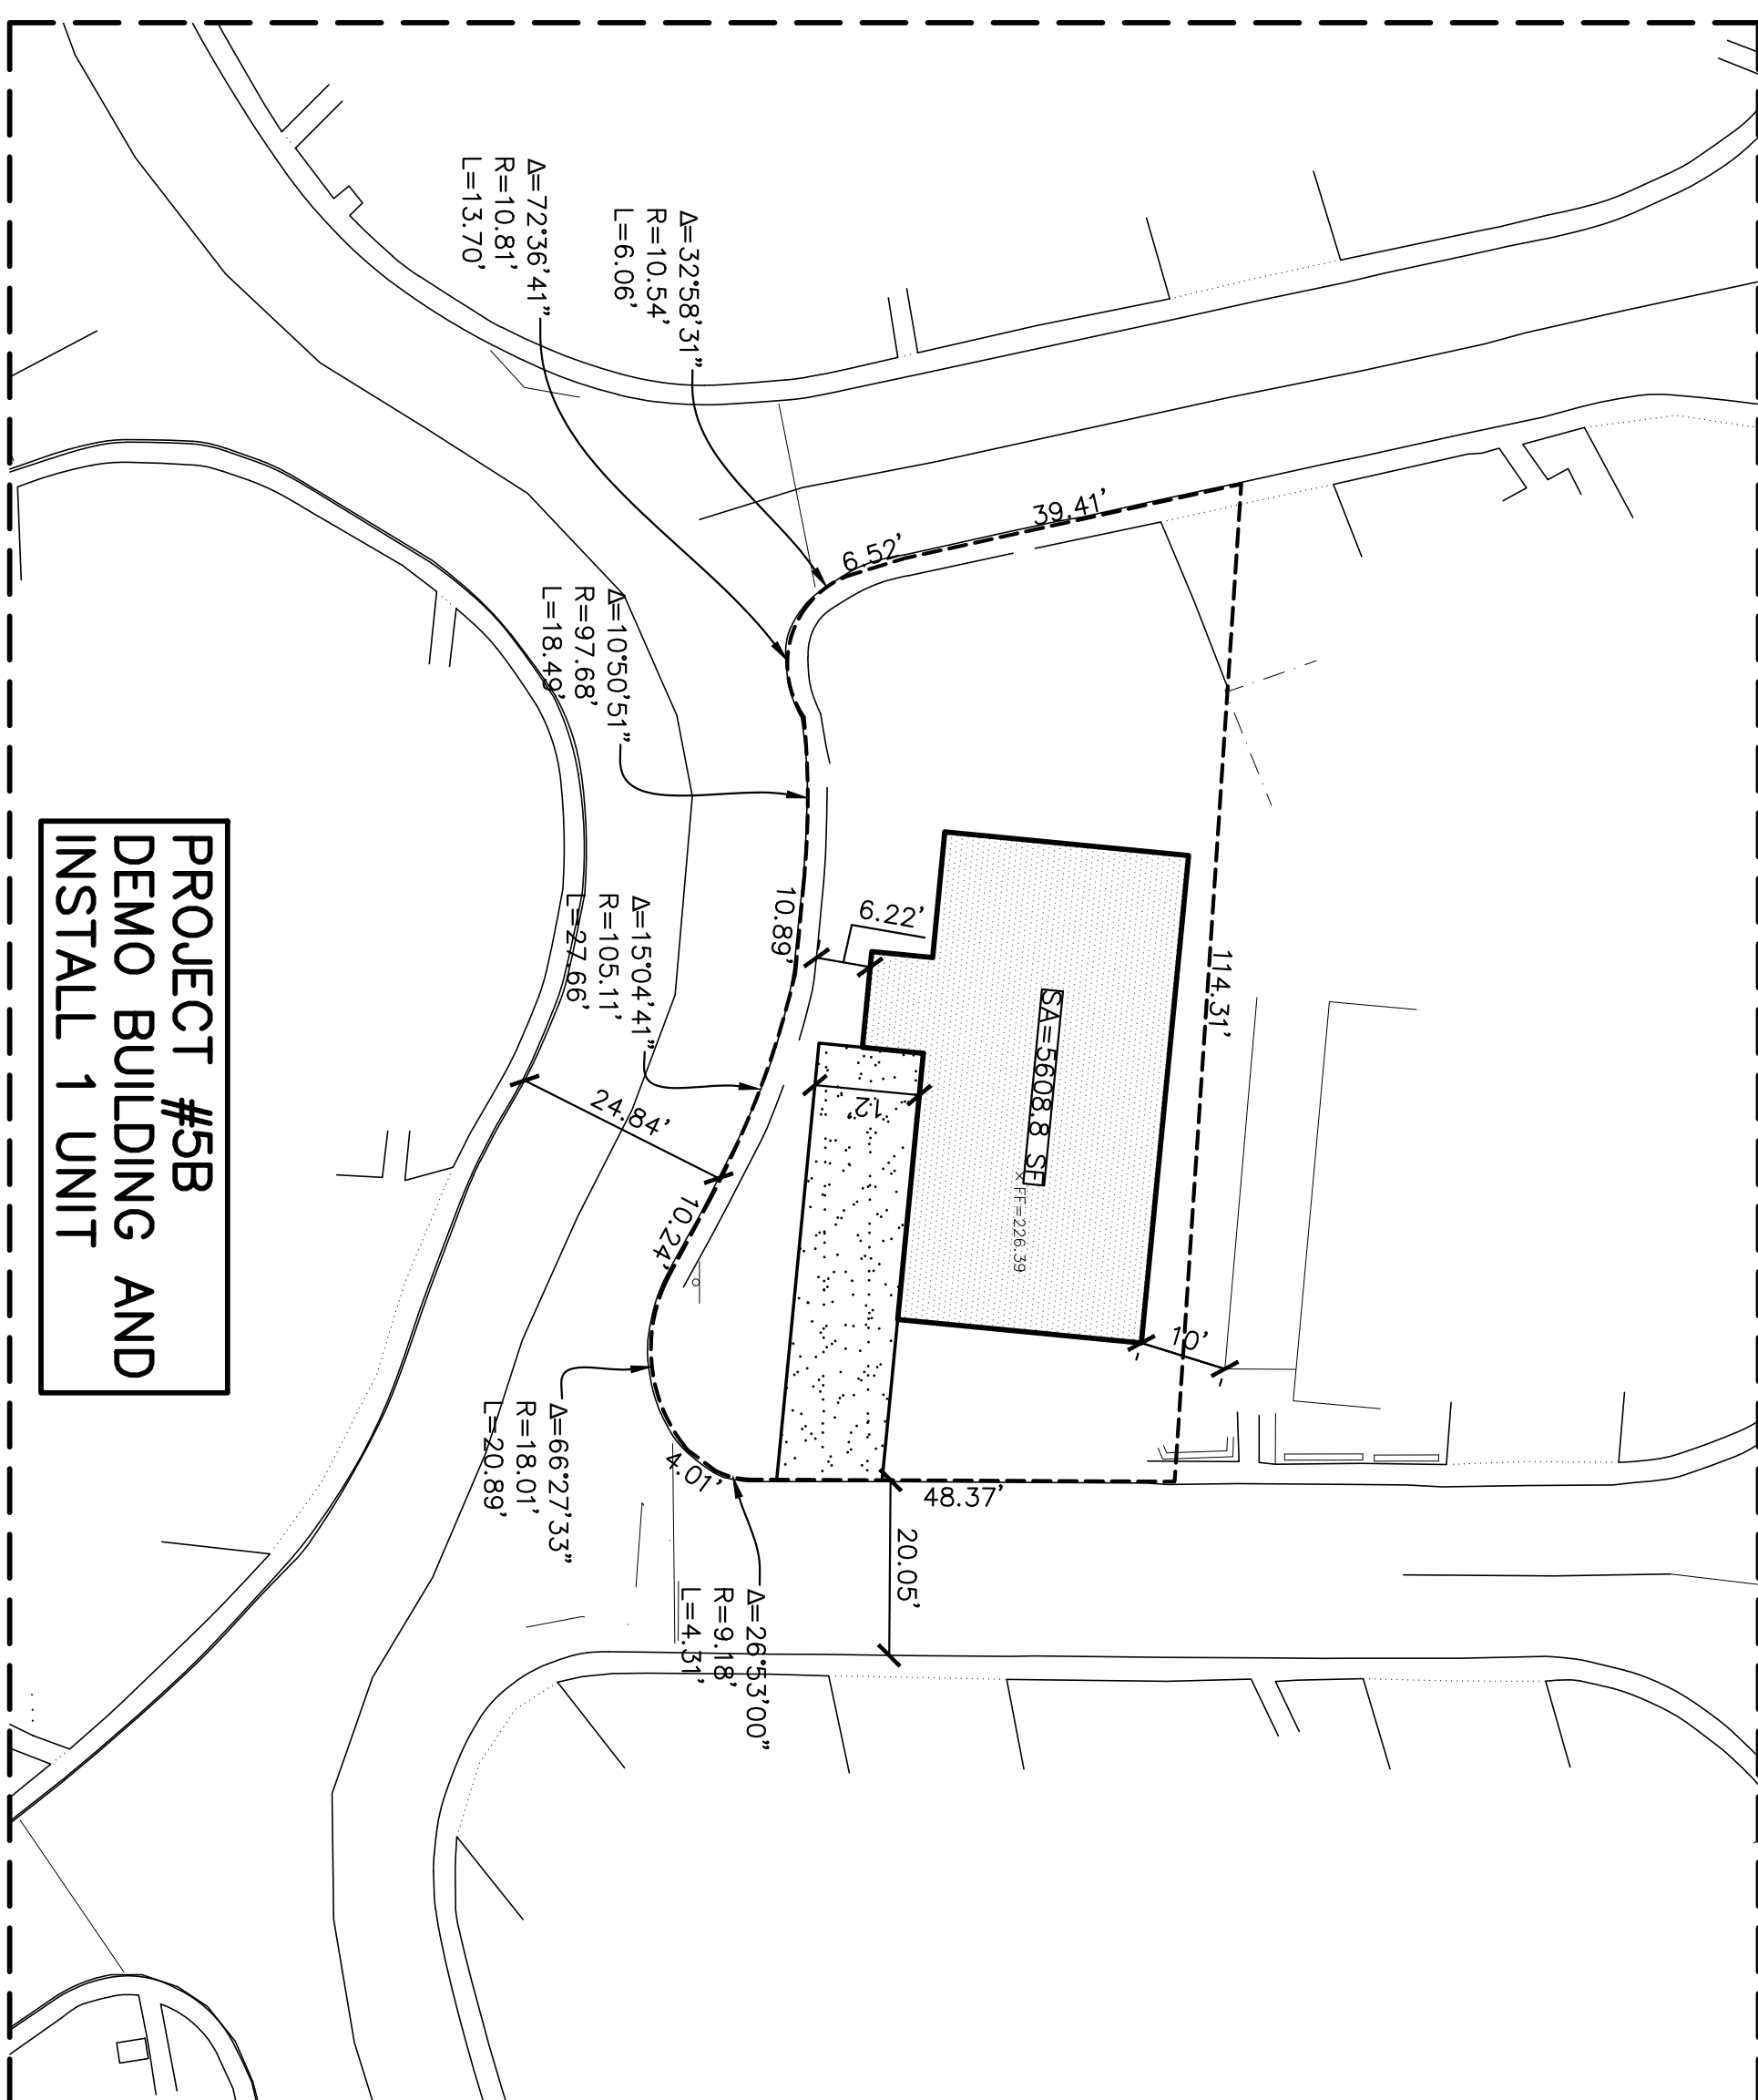 Δ=72°36'41"
R=10.81'
L=13.70'
Δ=32°58'31"
R=10.54'
L=6.06'
39.41'
6.52'
Δ=10°50'51"
R=97.68'
L=18.49'
10.89'
6.22'
114.31'
SA=5608.8 SF
× FF=226.39
Δ=15°04'41"
R=105.11'
L=27.66'
12'
24.84'
10.24'
10'
Δ=66°27'33"
R=18.01'
L=20.89'
4.01'
48.37'
20.05'
Δ=26°53'00"
R=9.18'
L=4.31'
PROJECT #5B
DEMO BUILDING AND
INSTALL 1 UNIT